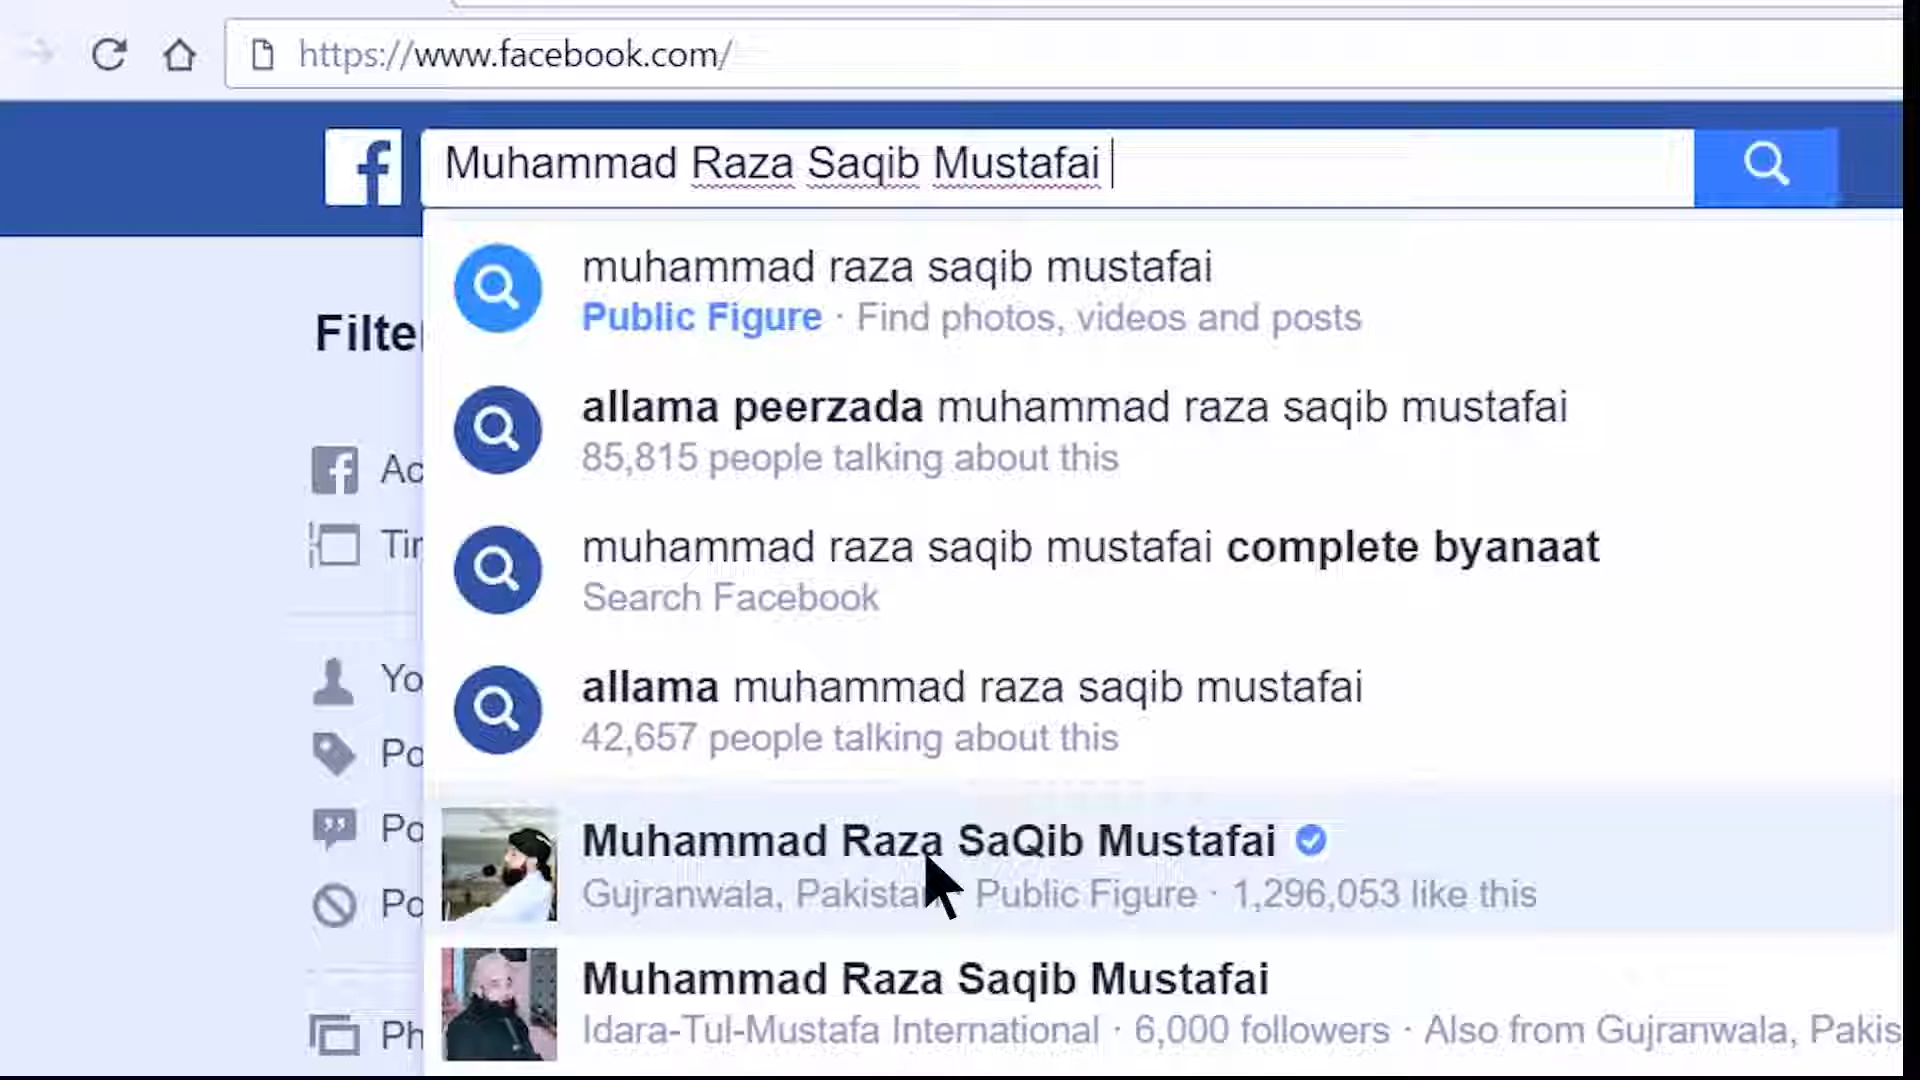 https://www.facebook.com/
Muhammad Raza Saqib Mustafai
muhammad raza saqib mustafai
Public Figure · Find photos, videos and posts
Filte
allama peerzada muhammad raza saqib mustafai
85,815 people talking about this
Ac
muhammad raza saqib mustafai complete byanaat
Tir
Search Facebook
allama muhammad raza saqib mustafai
Yo
42,657 people talking about this
Po
Muhammad Raza SaQib Mustafai
Po
Gujranwala, Pakistan · Public Figure · 1,296,053 like this
Po
Muhammad Raza Saqib Mustafai
Idara-Tul-Mustafa International · 6,000 followers · Also from Gujranwala, Pakis
Ph